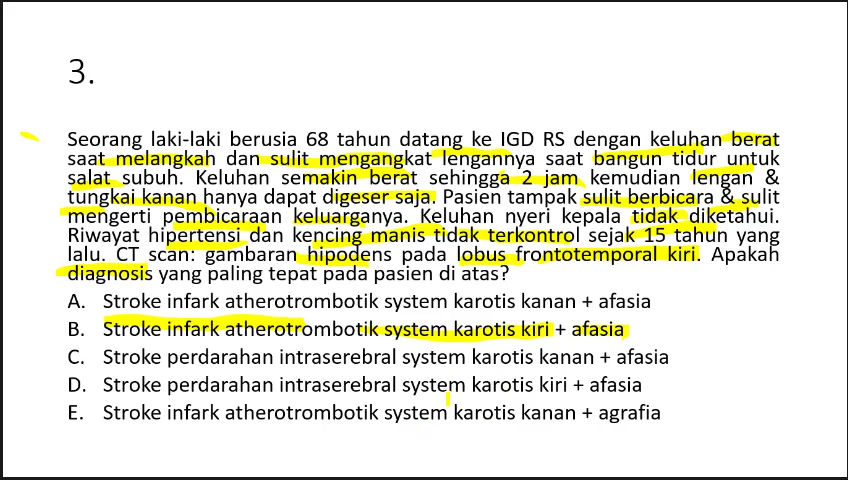 3.
Seorang laki-laki berusia 68 tahun datang ke IGD RS dengan keluhan berat
saat melangkah dan sulit mengangkat lengannya saat bangun tidur untuk
salat subuh. Keluhan semakin berat sehingga 2 jam kemudian lengan &
tungkai kanan hanya dapat digeser saja. Pasien tampak sulit berbicara & sulit
mengerti pembicaraan keluarganya. Keluhan nyeri kepala tidak diketahui.
Riwayat hipertensi dan kencing manis tidak terkontrol sejak 15 tahun yang
lalu. CT scan: gambaran hipodens pada lobus frontotemporal kiri. Apakah
diagnosis yang paling tepat pada pasien di atas?
A. Stroke infark atherotrombotik system karotis kanan + afasia
B. Stroke infark atherotrombotik system karotis kiri + afasia
C. Stroke perdarahan intraserebral system karotis kanan + afasia
D. Stroke perdarahan intraserebral system karotis kiri + afasia
E. Stroke infark atherotrombotik system karotis kanan + agrafia